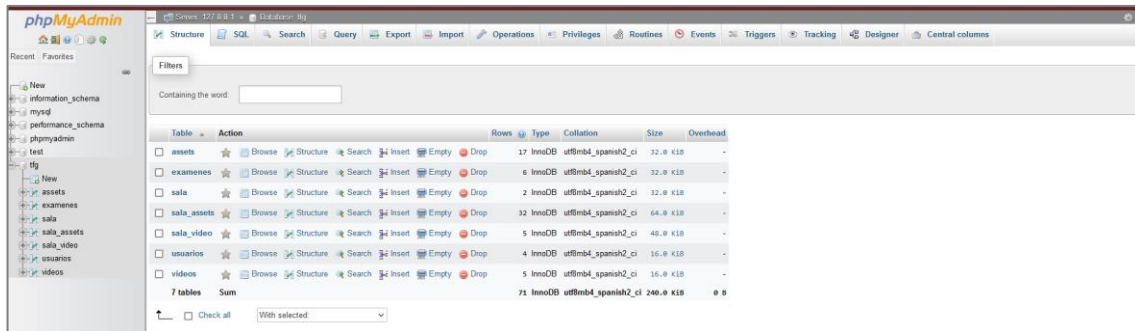 phpMyAdmin
Server: 127.0.0.1 » Database: tfg
Structure SQL Search Query Export Import Operations Privileges Routines Events Triggers Tracking Designer Central columns
Recent Favorites
New
information_schema
mysql
performance_schema
phpmyadmin
test
tfg
New
assets
examenes
sala
sala_assets
sala_video
usuarios
videos
Filters
Containing the word:
Table Action Rows Type Collation Size Overhead
assets Browse Structure Search Insert Empty Drop 17 InnoDB utf8mb4_spanish2_ci 32.0 KiB -
examenes Browse Structure Search Insert Empty Drop 6 InnoDB utf8mb4_spanish2_ci 32.0 KiB -
sala Browse Structure Search Insert Empty Drop 2 InnoDB utf8mb4_spanish2_ci 32.0 KiB -
sala_assets Browse Structure Search Insert Empty Drop 32 InnoDB utf8mb4_spanish2_ci 64.0 KiB -
sala_video Browse Structure Search Insert Empty Drop 5 InnoDB utf8mb4_spanish2_ci 48.0 KiB -
usuarios Browse Structure Search Insert Empty Drop 4 InnoDB utf8mb4_spanish2_ci 16.0 KiB -
videos Browse Structure Search Insert Empty Drop 5 InnoDB utf8mb4_spanish2_ci 16.0 KiB -
7 tables Sum 71 InnoDB utf8mb4_spanish2_ci 240.0 KiB 0 B
Check all With selected: